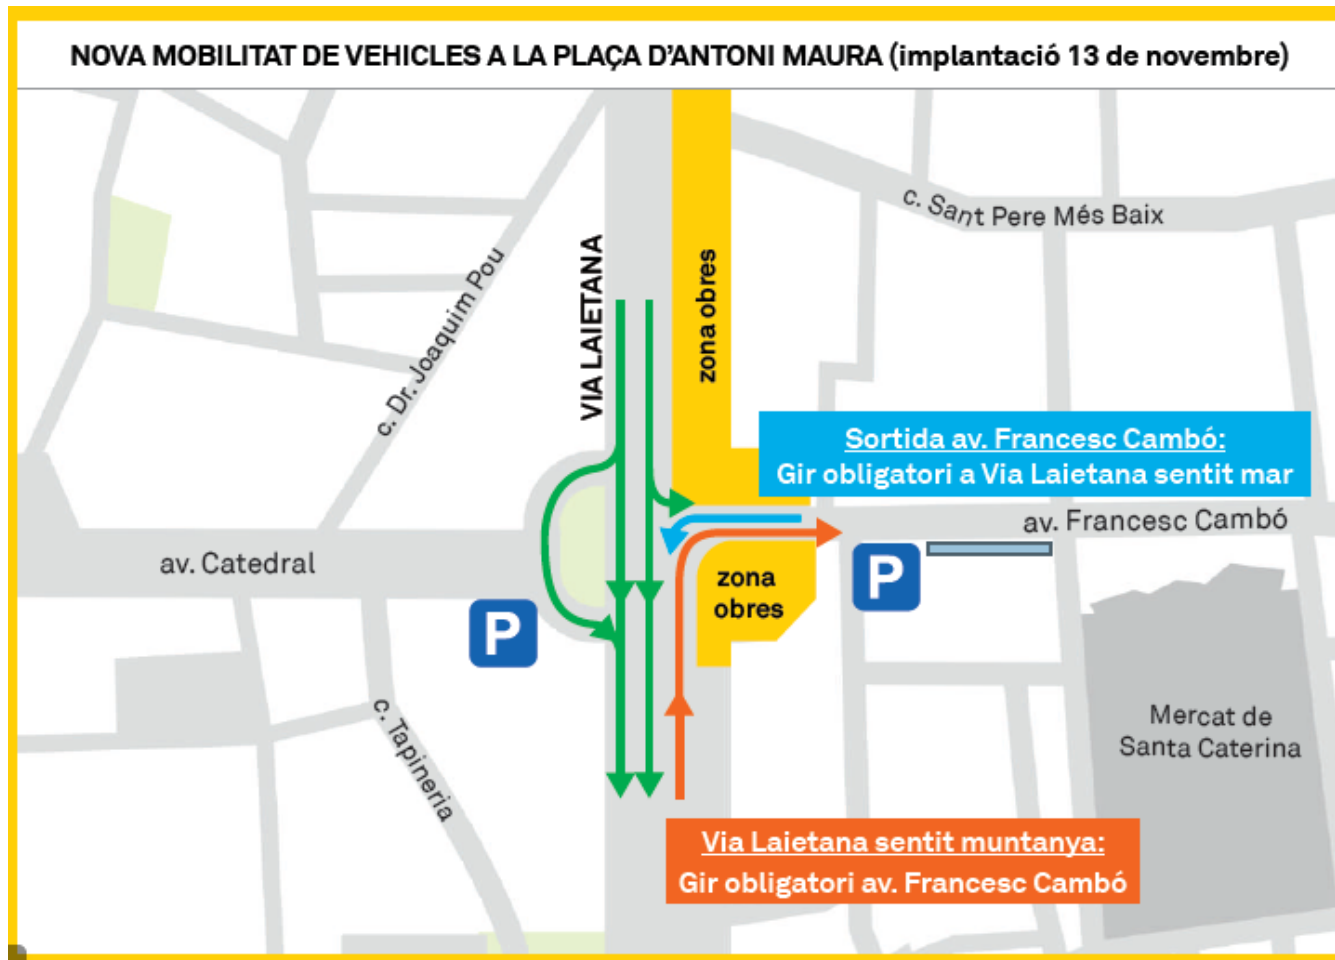 NOVA MOBILITAT DE VEHICLES A LA PLAÇA D'ANTONI MAURA (implantació 13 de novembre)
c. Sant Pere Més Baix
VIA LAIETANA
zona obres
c. Dr. Joaquim Pou
Sortida av. Francesc Cambó:
Gir obligatori a Via Laietana sentit mar
av. Francesc Cambó
av. Catedral
P
zona
obres
P
c. Tapineria
Mercat de
Santa Caterina
Via Laietana sentit muntanya:
Gir obligatori av. Francesc Cambó